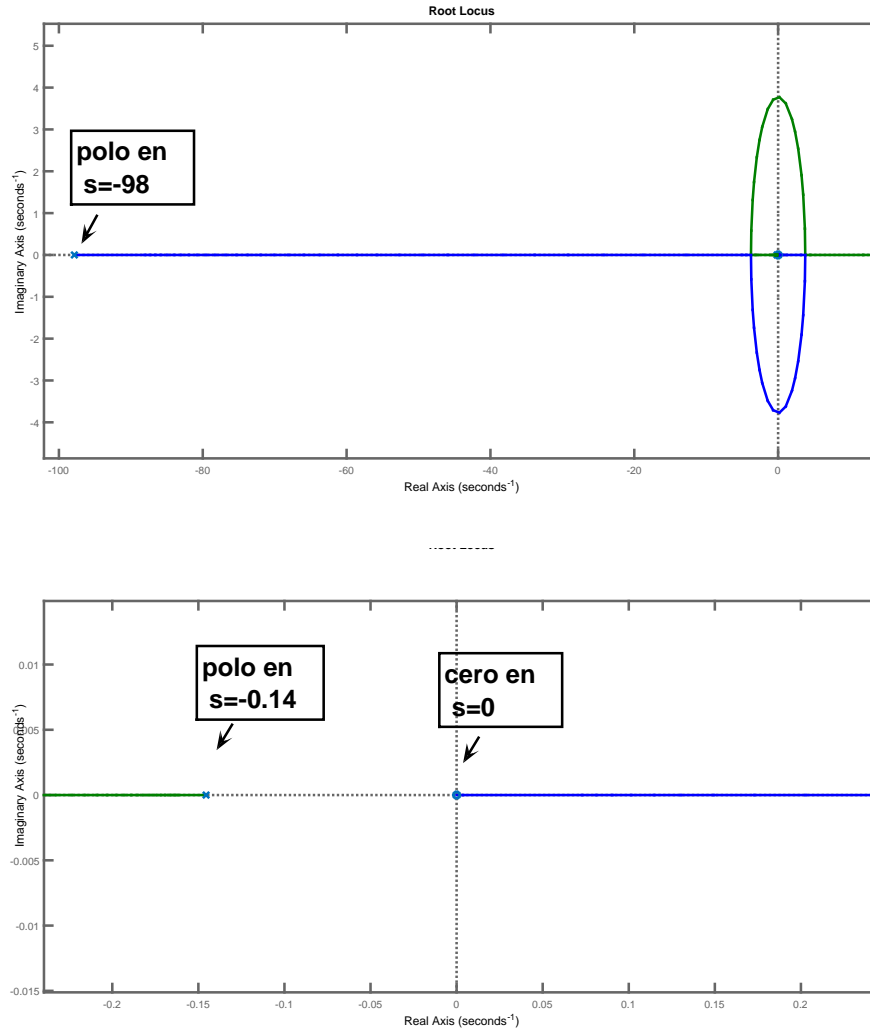 Root Locus
5
4
3
2
1
0
-1
-2
-3
-4
Imaginary Axis (seconds⁻¹)
polo en
s=-98
-100
-80
-60
-40
-20
0
Real Axis (seconds⁻¹)
0.01
0.005
0
-0.005
-0.01
-0.015
Imaginary Axis (seconds⁻¹)
polo en
s=-0.14
cero en
s=0
-0.2
-0.15
-0.1
-0.05
0
0.05
0.1
0.15
0.2
Real Axis (seconds⁻¹)